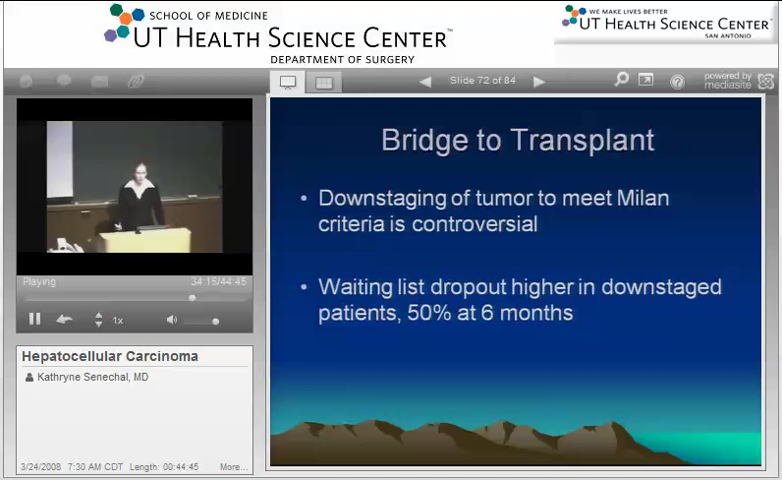 SCHOOL OF MEDICINE
UT HEALTH SCIENCE CENTER™
DEPARTMENT OF SURGERY
WE MAKE LIVES BETTER
UT HEALTH SCIENCE CENTER
SAN ANTONIO
Slide 72 of 84
powered by
mediasite
Bridge to Transplant
• Downstaging of tumor to meet Milan
criteria is controversial
• Waiting list dropout higher in downstaged
patients, 50% at 6 months
Playing 34:15/44:45
1x
Hepatocellular Carcinoma
Kathryne Senechal, MD
3/24/2008 7:30 AM CDT Length: 00:44:45 More...